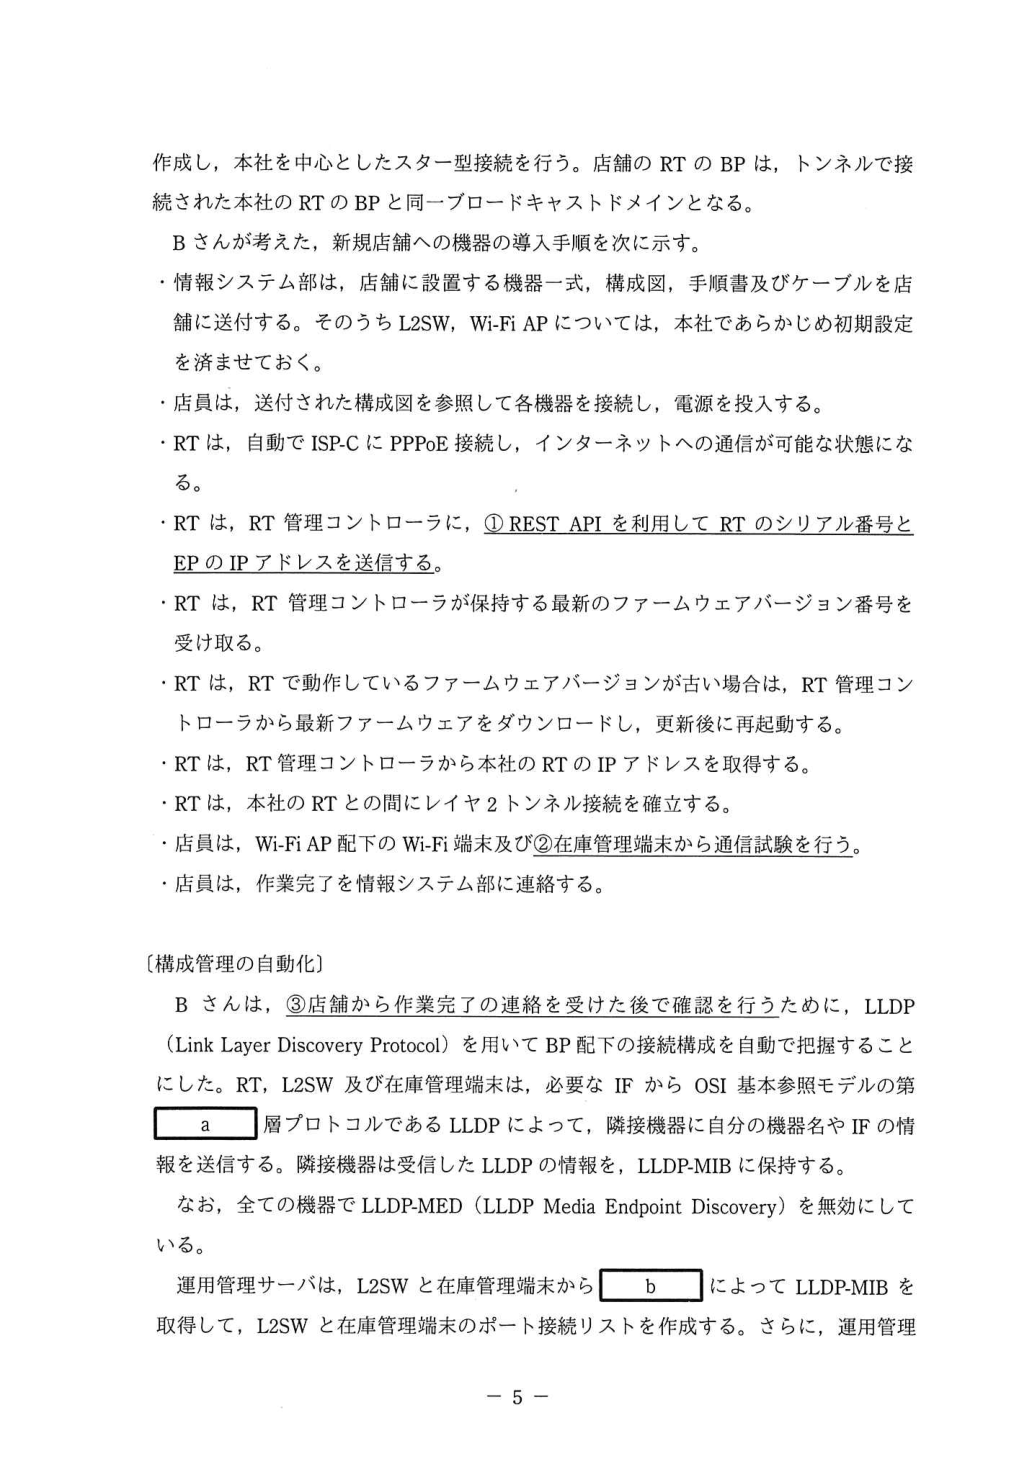 作成し，本社を中心としたスター型接続を行う。店舗の RT の BP は，トンネルで接
続された本社の RT の BP と同一ブロードキャストドメインとなる。
B さんが考えた，新規店舗への機器の導入手順を次に示す。
・情報システム部は，店舗に設置する機器一式，構成図，手順書及びケーブルを店
舗に送付する。そのうち L2SW，Wi-Fi AP については，本社であらかじめ初期設定
を済ませておく。
・店員は，送付された構成図を参照して各機器を接続し，電源を投入する。
・RT は，自動で ISP-C に PPPoE 接続し，インターネットへの通信が可能な状態にな
る。
・RT は，RT 管理コントローラに，①REST API を利用して RT のシリアル番号と
EP の IP アドレスを送信する。
・RT は，RT 管理コントローラが保持する最新のファームウェアバージョン番号を
受け取る。
・RT は，RT で動作しているファームウェアバージョンが古い場合は，RT 管理コン
トローラから最新ファームウェアをダウンロードし，更新後に再起動する。
・RT は，RT 管理コントローラから本社の RT の IP アドレスを取得する。
・RT は，本社の RT との間にレイヤ 2 トンネル接続を確立する。
・店員は，Wi-Fi AP 配下の Wi-Fi 端末及び②在庫管理端末から通信試験を行う。
・店員は，作業完了を情報システム部に連絡する。
〔構成管理の自動化〕
B さんは，③店舗から作業完了の連絡を受けた後で確認を行うために，LLDP
（Link Layer Discovery Protocol）を用いて BP 配下の接続構成を自動で把握すること
にした。RT，L2SW 及び在庫管理端末は，必要な IF から OSI 基本参照モデルの第
a 層プロトコルである LLDP によって，隣接機器に自分の機器名や IF の情
報を送信する。隣接機器は受信した LLDP の情報を，LLDP-MIB に保持する。
なお，全ての機器で LLDP-MED（LLDP Media Endpoint Discovery）を無効にして
いる。
運用管理サーバは，L2SW と在庫管理端末から b によって LLDP-MIB を
取得して，L2SW と在庫管理端末のポート接続リストを作成する。さらに，運用管理
－ 5 －